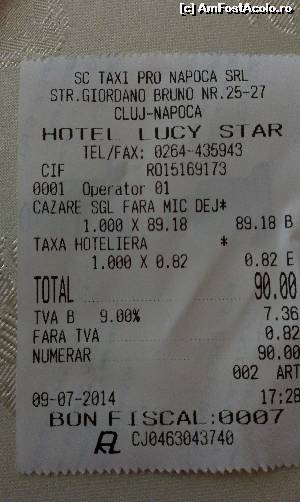 (c) AmFostAcolo.ro
SC TAXI PRO NAPOCA SRL
STR.GIORDANO BRUNO NR.25-27
CLUJ-NAPOCA
HOTEL LUCY STAR
TEL/FAX: 0264-435943
CIF RO15169173
0001 Operator 01
CAZARE SGL FARA MIC DEJ*
1.000 X 89.18 89.18 B
TAXA HOTELIERA *
1.000 X 0.82 0.82 E
TOTAL 90.00
TVA B 9.00% 7.36
FARA TVA 0.82
NUMERAR 90.00
002 ART
09-07-2014 17:28
BON FISCAL:0007
CJ0463043740